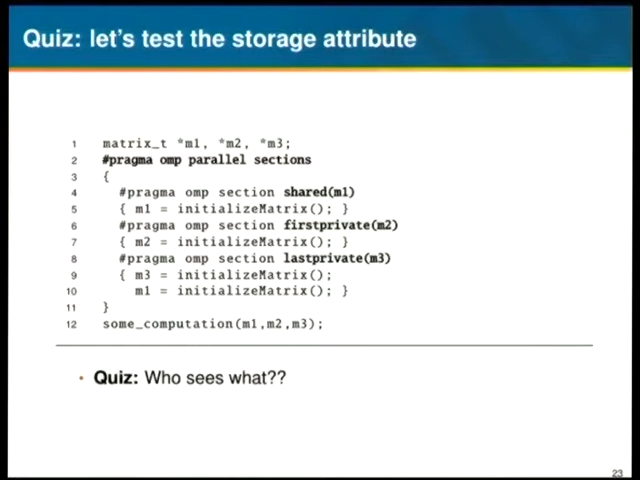 Quiz: let's test the storage attribute
1 matrix_t *m1, *m2, *m3;
2 #pragma omp parallel sections
3 {
4 #pragma omp section shared(m1)
5 { m1 = initializeMatrix(); }
6 #pragma omp section firstprivate(m2)
7 { m2 = initializeMatrix(); }
8 #pragma omp section lastprivate(m3)
9 { m3 = initializeMatrix();
10 m1 = initializeMatrix(); }
11 }
12 some_computation(m1,m2,m3);
• Quiz: Who sees what??
23